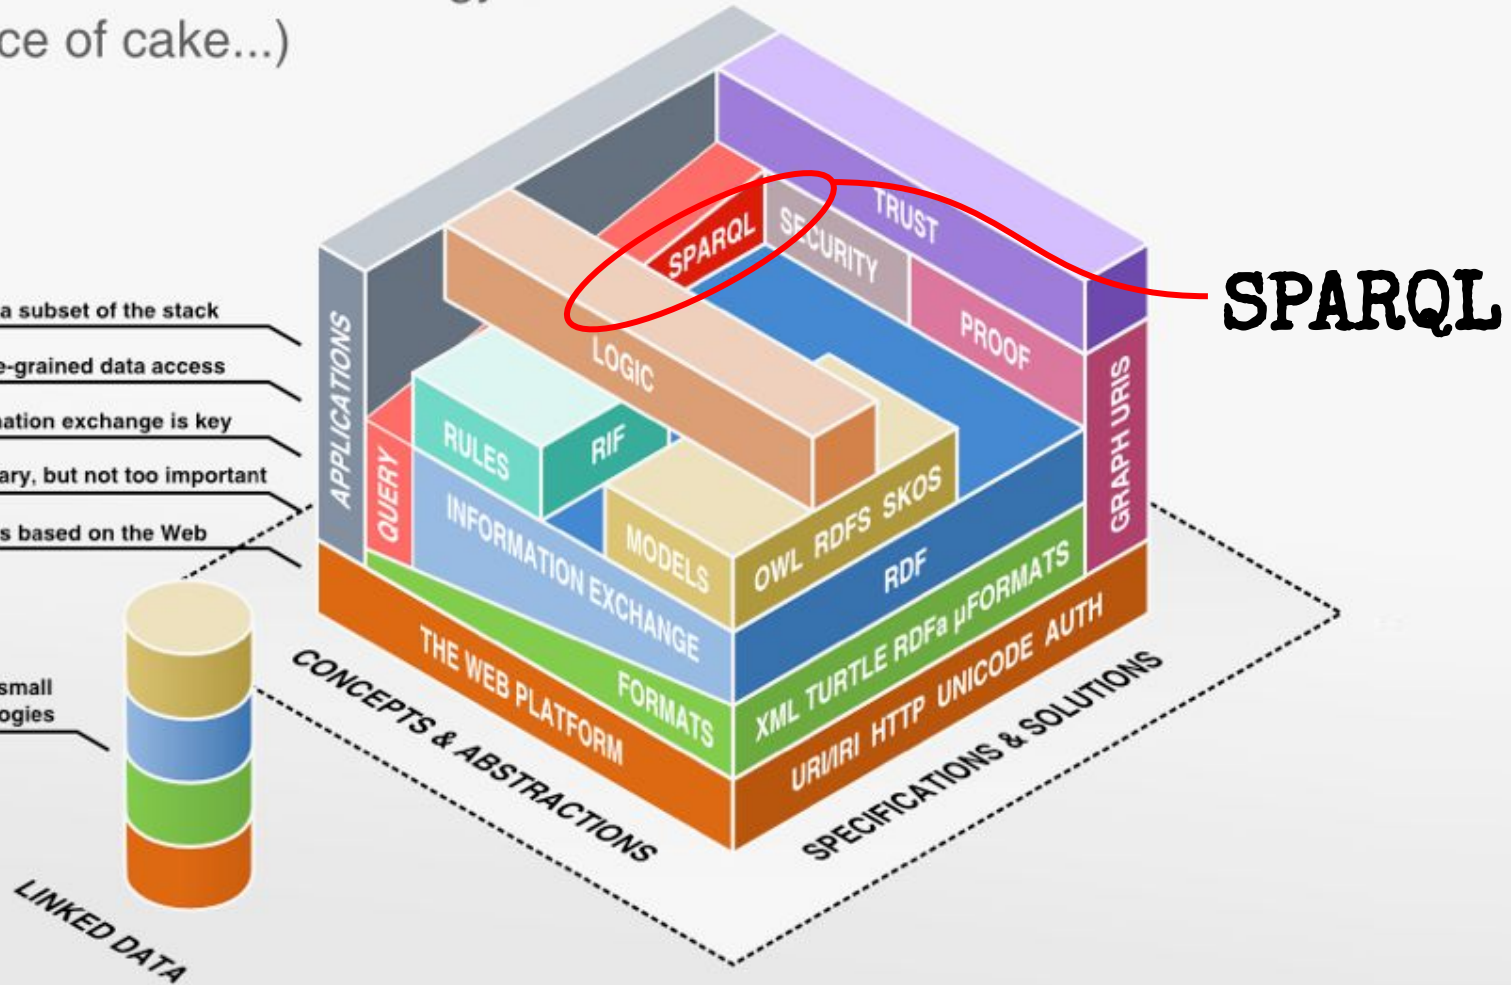 ce of cake...)
a subset of the stack
e-grained data access
ation exchange is key
ary, but not too important
s based on the Web
small
ogies
LINKED DATA
APPLICATIONS
QUERY
TRUST
SPARQL
SECURITY
PROOF
LOGIC
RULES
RIF
GRAPH URIS
INFORMATION EXCHANGE
MODELS
OWL RDFS SKOS
RDF
FORMATS
XML TURTLE RDFa µFORMATS
THE WEB PLATFORM
URI/IRI HTTP UNICODE AUTH
CONCEPTS & ABSTRACTIONS
SPECIFICATIONS & SOLUTIONS
SPARQL